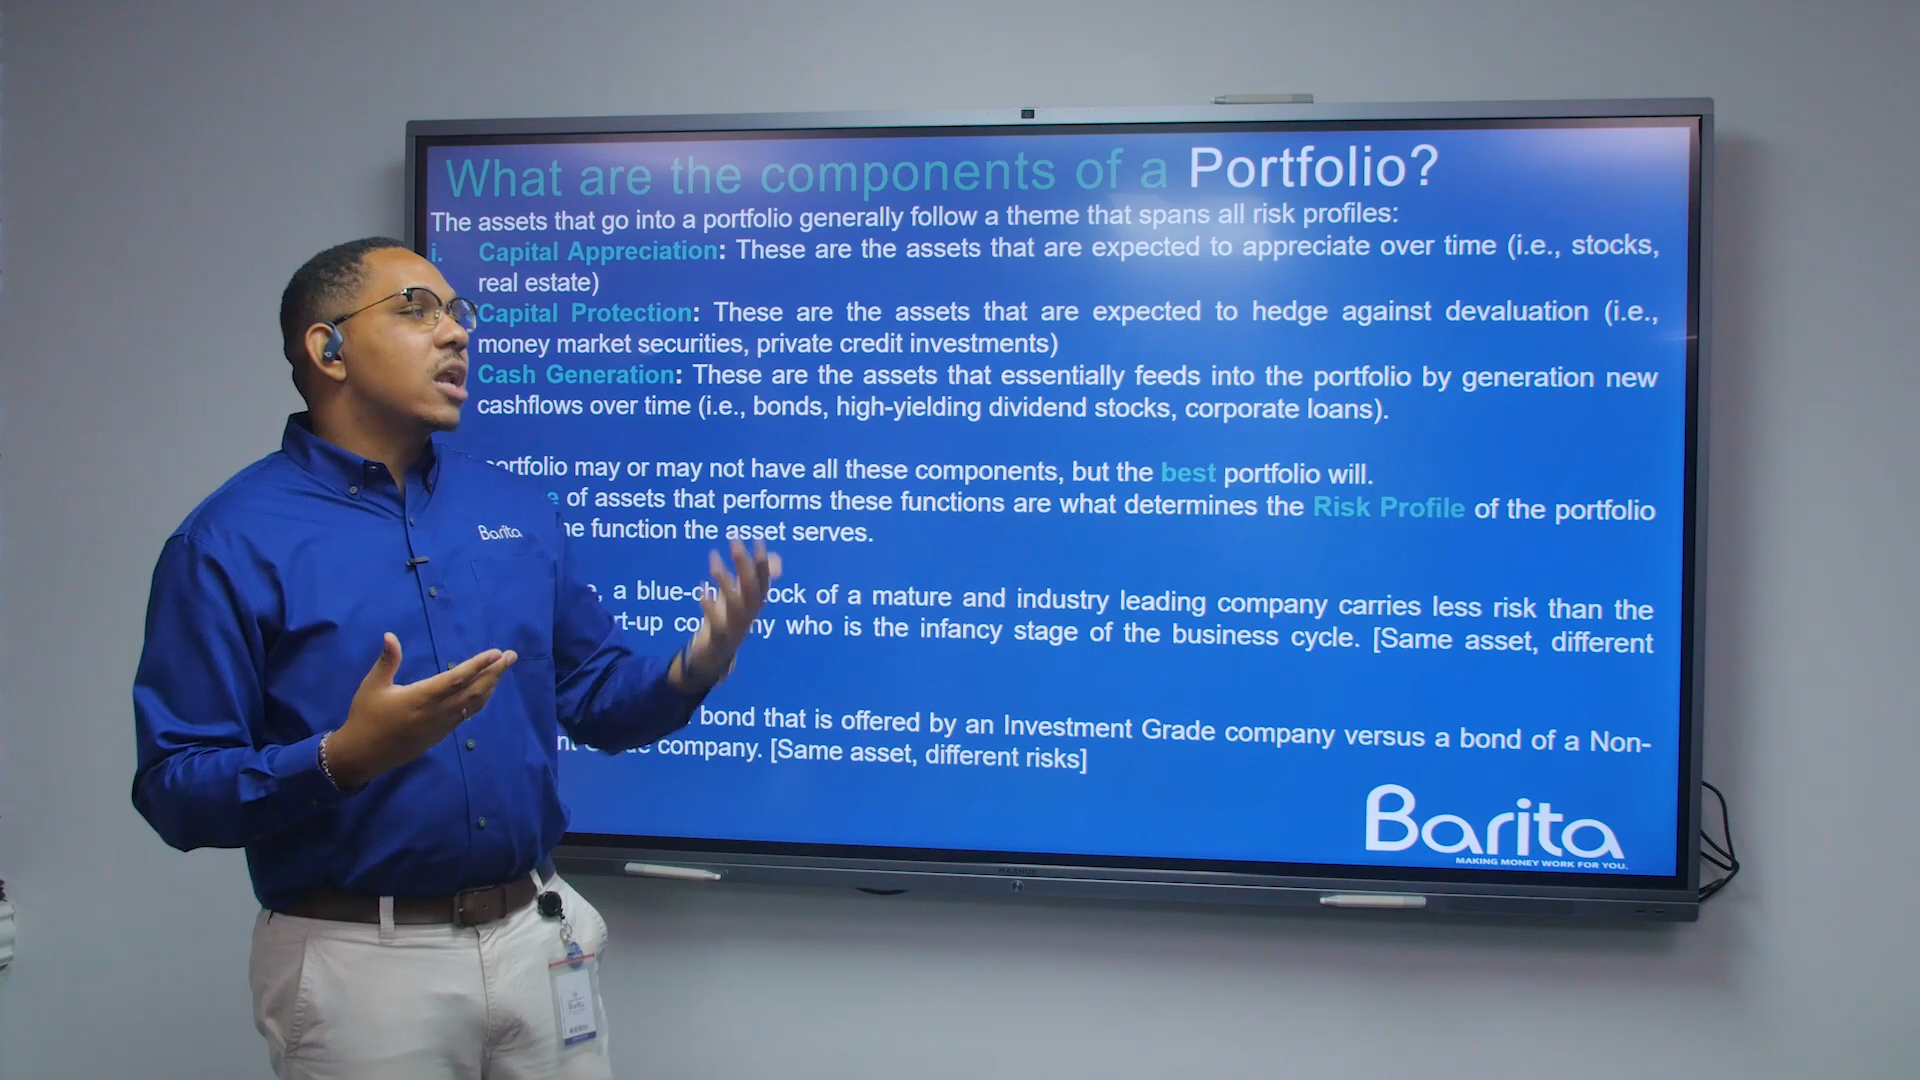 What are the components of a Portfolio?
The assets that go into a portfolio generally follow a theme that spans all risk profiles:
i. Capital Appreciation: These are the assets that are expected to appreciate over time (i.e., stocks,
real estate)
Capital Protection: These are the assets that are expected to hedge against devaluation (i.e.,
money market securities, private credit investments)
Cash Generation: These are the assets that essentially feeds into the portfolio by generation new
cashflows over time (i.e., bonds, high-yielding dividend stocks, corporate loans).
portfolio may or may not have all these components, but the best portfolio will.
of assets that performs these functions are what determines the Risk Profile of the portfolio
function the asset serves.
a blue-chip stock of a mature and industry leading company carries less risk than the
company who is the infancy stage of the business cycle. [Same asset, different
bond that is offered by an Investment Grade company versus a bond of a Non-
Grade company. [Same asset, different risks]
Barita
MAKING MONEY WORK FOR YOU.
Barita
Barita
MAXHUB